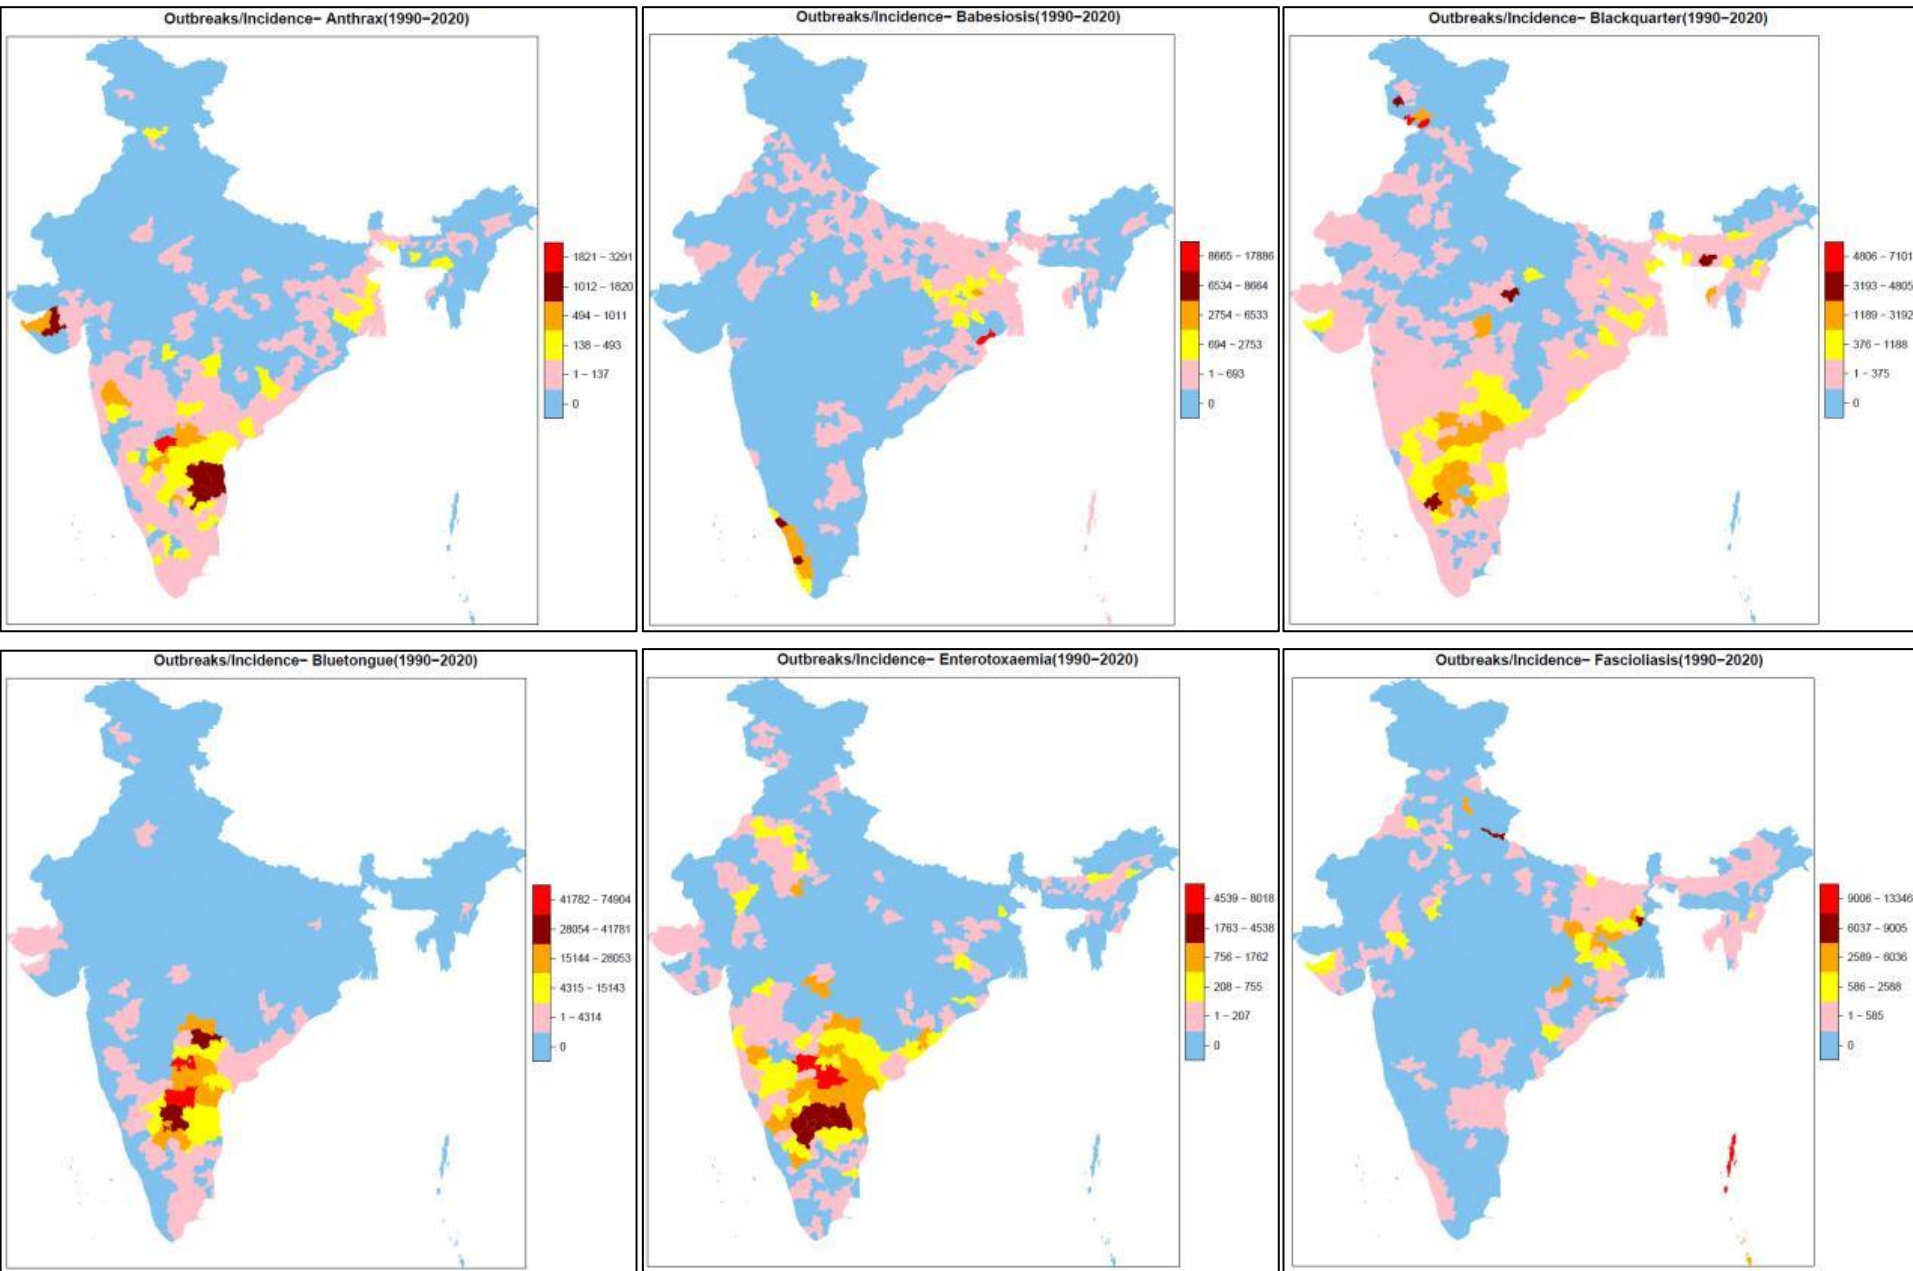 Outbreaks/Incidence− Anthrax(1990−2020)
1821 − 3291
1012 − 1820
494 − 1011
138 − 493
1 − 137
0
Outbreaks/Incidence− Babesiosis(1990−2020)
8665 − 17886
6534 − 8664
2754 − 6533
694 − 2753
1 − 693
0
Outbreaks/Incidence− Blackquarter(1990−2020)
4806 − 7101
3193 − 4805
1189 − 3192
376 − 1188
1 − 375
0
Outbreaks/Incidence− Bluetongue(1990−2020)
41782 − 74904
28054 − 41781
15144 − 28053
4315 − 15143
1 − 4314
0
Outbreaks/Incidence− Enterotoxaemia(1990−2020)
4539 − 8018
1763 − 4538
756 − 1762
208 − 755
1 − 207
0
Outbreaks/Incidence− Fascioliasis(1990−2020)
9006 − 13346
6037 − 9005
2589 − 6036
586 − 2588
1 − 585
0